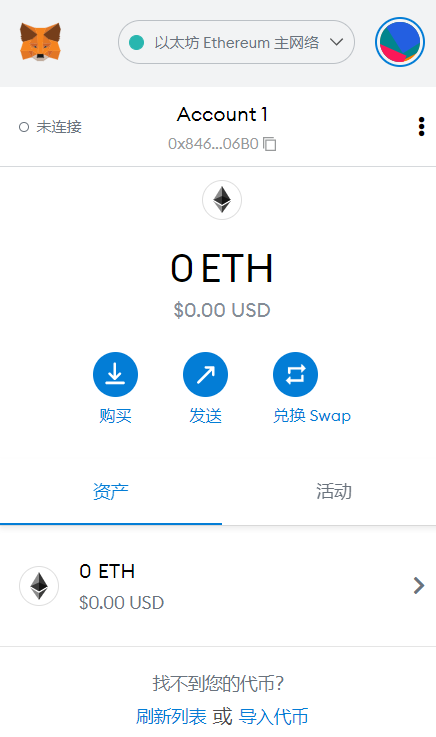 以太坊 Ethereum 主网络
未连接
Account 1
0x846...06B0
0 ETH
$0.00 USD
购买 发送 兑换 Swap
资产 活动
0 ETH
$0.00 USD
找不到您的代币？
刷新列表 或 导入代币